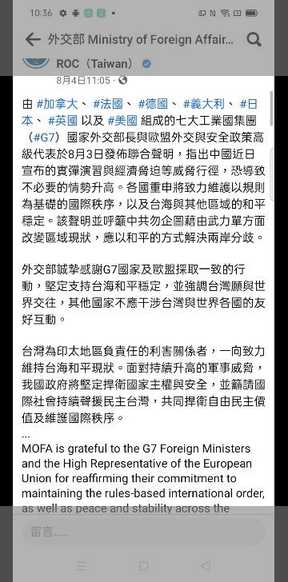 10:36
外交部 Ministry of Foreign Affair...
ROC（Taiwan）
8月4日11:05 ·
由 #加拿大、#法國、#德國、#義大利、#日
本、#英國 以及 #美國 組成的七大工業國集團
（#G7）國家外交部長與歐盟外交與安全政策高
級代表於8月3日發佈聯合聲明，指出中國近日
宣布的實彈演習與經濟脅迫等威脅行徑，恐導致
不必要的情勢升高。各國重申將致力維護以規則
為基礎的國際秩序，以及台海與其他區域的和平
穩定。該聲明並呼籲中共勿企圖藉由武力單方面
改變區域現狀，應以和平的方式解決兩岸分歧。
外交部誠摯感謝G7國家及歐盟採取一致的行
動，堅定支持台海和平穩定，並強調台灣願與世
界交往，其他國家不應干涉台灣與世界各國的友
好互動。
台灣為印太地區負責任的利害關係者，一向致力
維持台海和平現狀。面對持續升高的軍事威脅，
我國政府將堅定捍衛國家主權與安全，並籲請國
際社會持續聲援民主台灣，共同捍衛自由民主價
值及維護國際秩序。
...
MOFA is grateful to the G7 Foreign Ministers
and the High Representative of the European
Union for reaffirming their commitment to
maintaining the rules-based international order,
as well as peace and stability across the
留言......